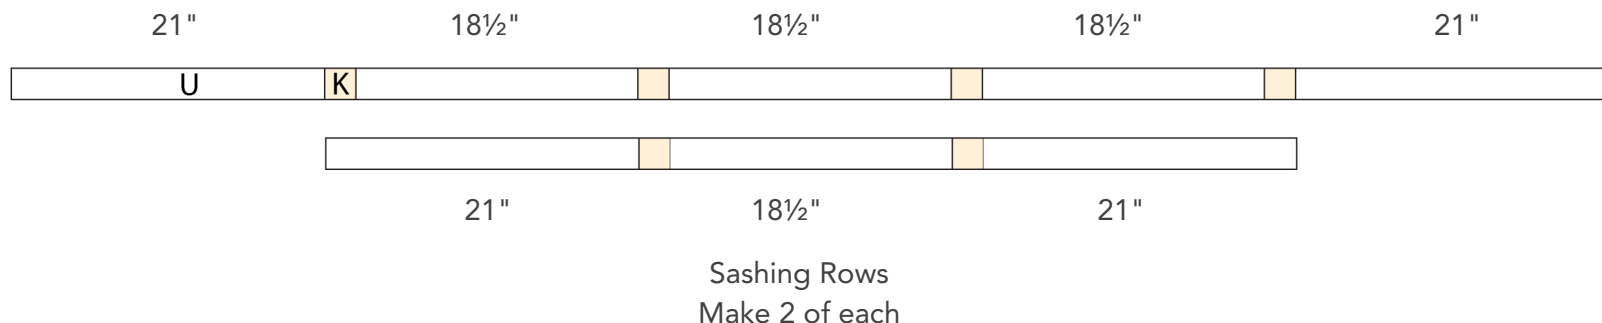 21" 18½" 18½" 18½" 21"
U K
21" 18½" 21"
Sashing Rows
Make 2 of each